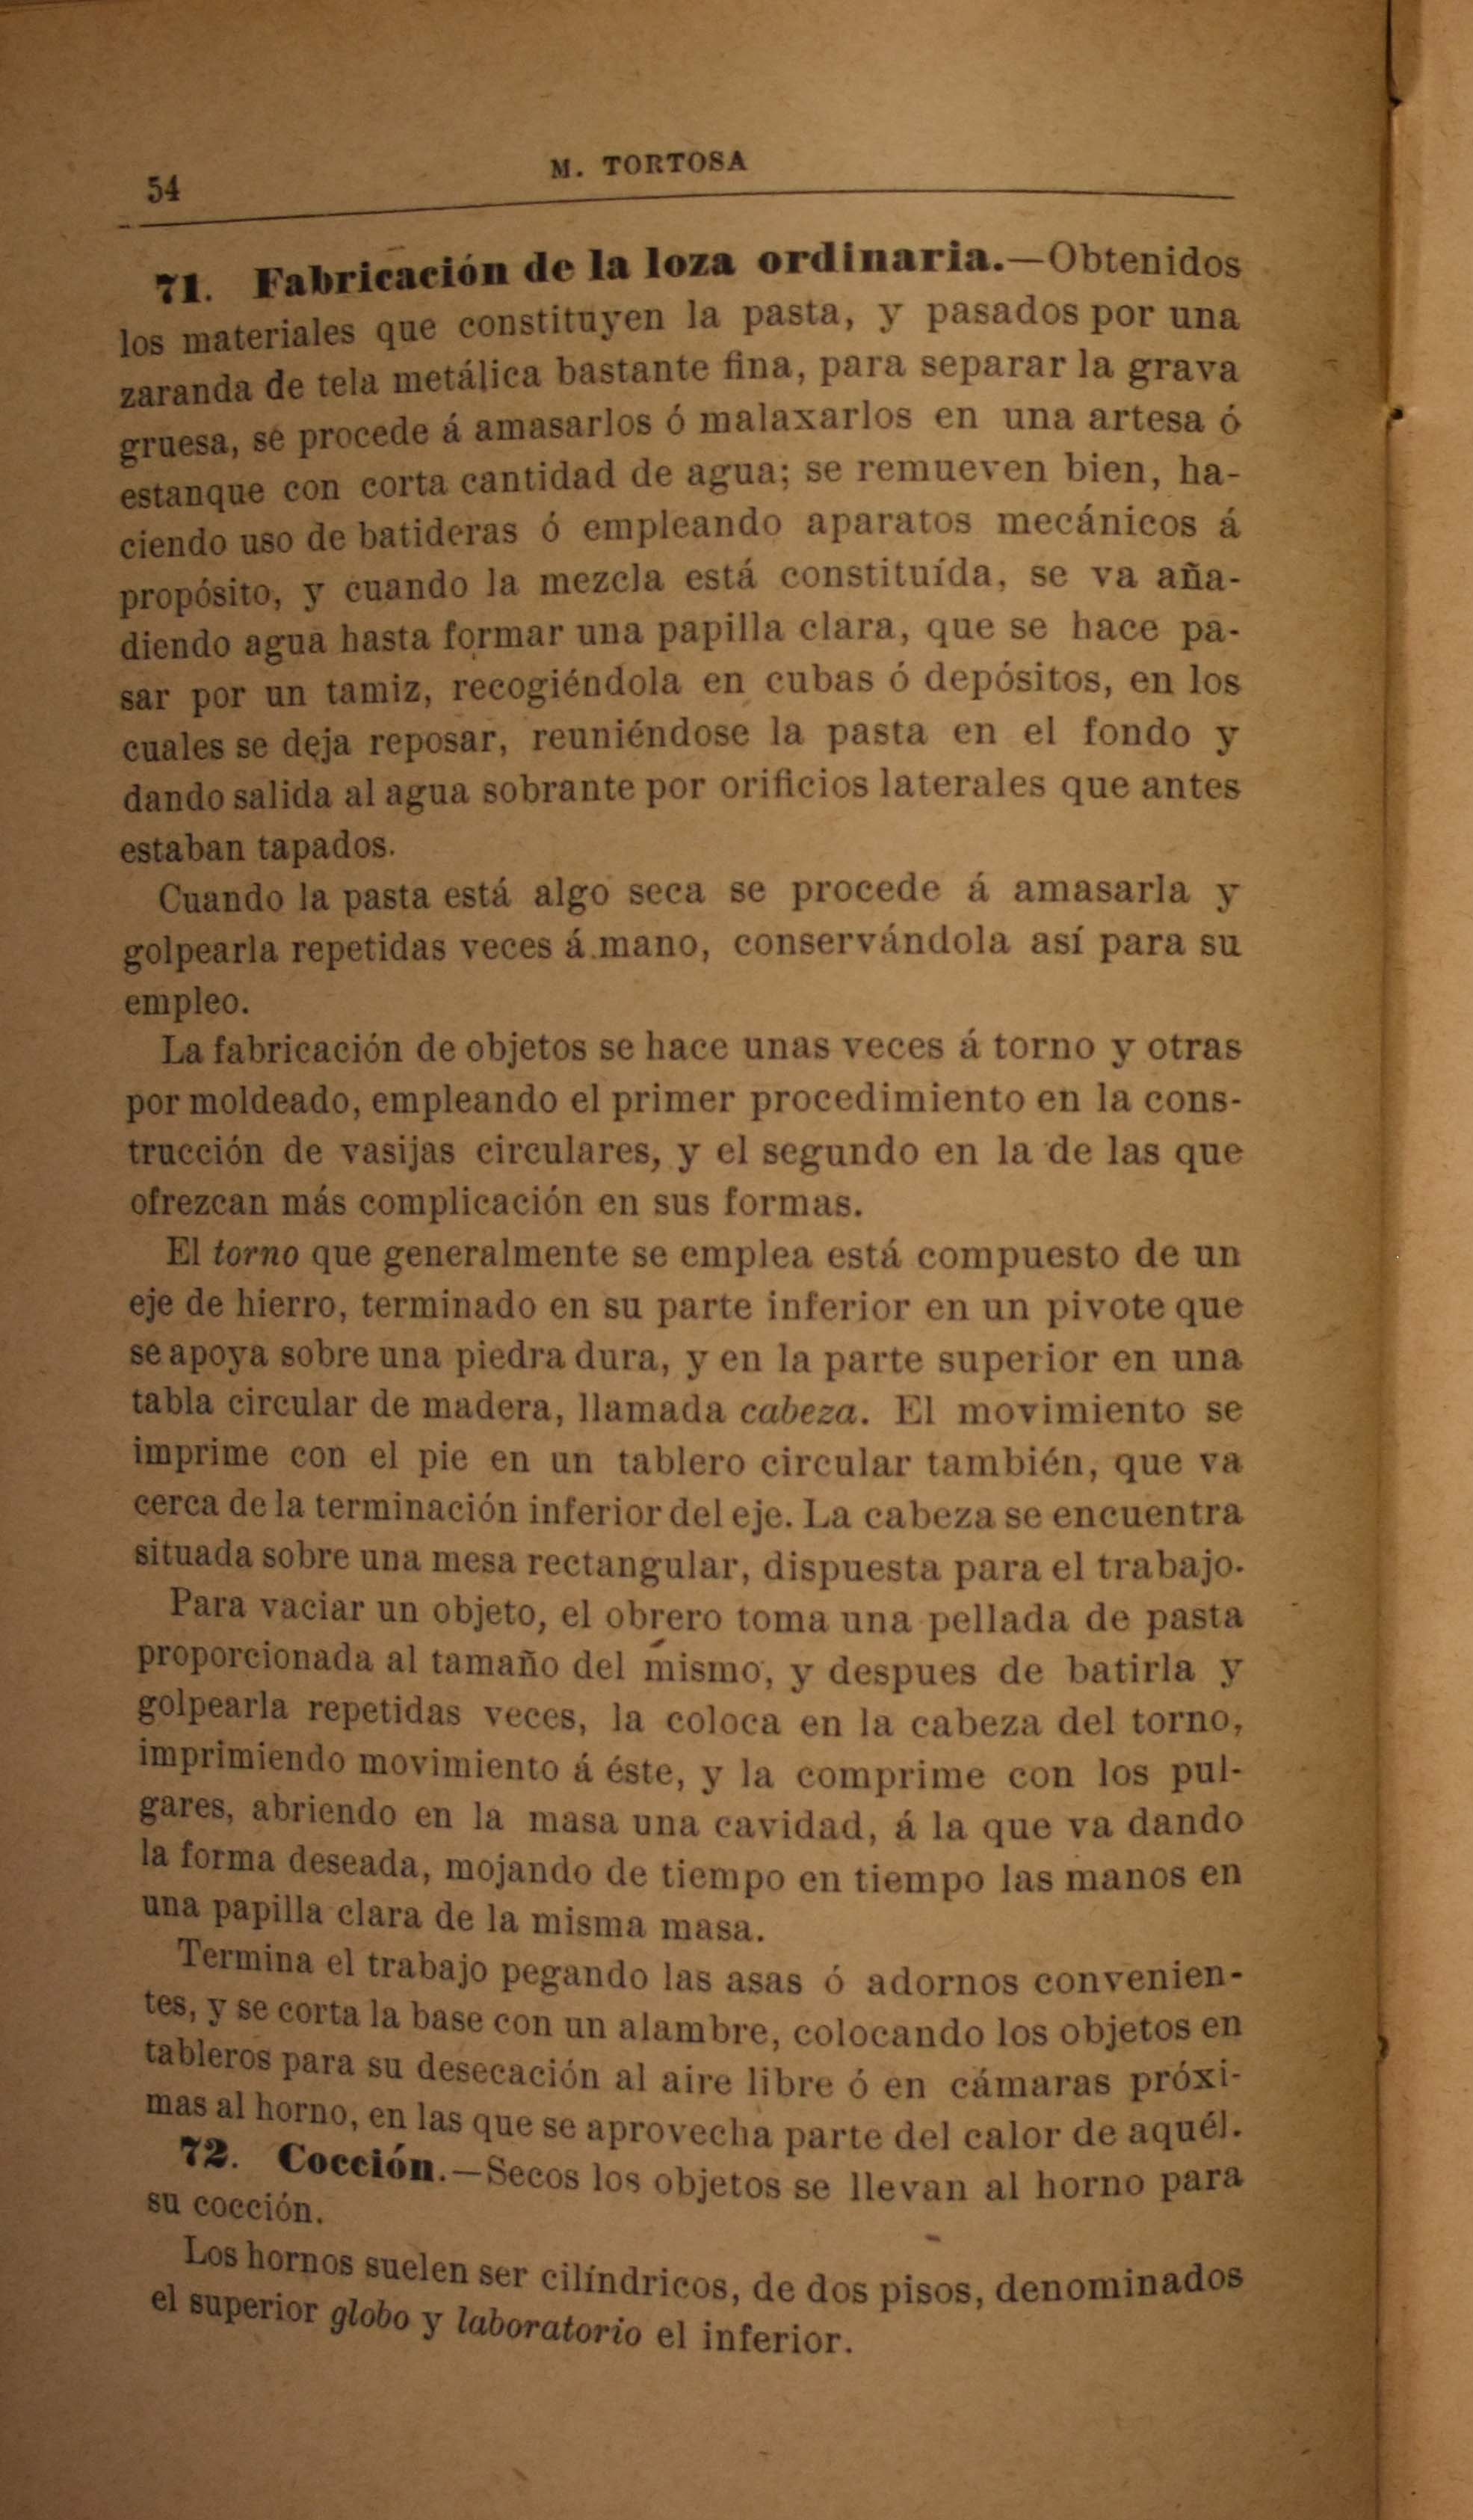 54
M. TORTOSA
71. Fabricación de la loza ordinaria.—Obtenidos
los materiales que constituyen la pasta, y pasados por una
zaranda de tela metálica bastante fina, para separar la grava
gruesa, se procede á amasarlos ó malaxarlos en una artesa ó
estanque con corta cantidad de agua; se remueven bien, ha-
ciendo uso de batideras ó empleando aparatos mecánicos á
propósito, y cuando la mezcla está constituída, se va aña-
diendo agua hasta formar una papilla clara, que se hace pa-
sar por un tamiz, recogiéndola en cubas ó depósitos, en los
cuales se deja reposar, reuniéndose la pasta en el fondo y
dando salida al agua sobrante por orificios laterales que antes
estaban tapados.
Cuando la pasta está algo seca se procede á amasarla y
golpearla repetidas veces á mano, conservándola así para su
empleo.
La fabricación de objetos se hace unas veces á torno y otras
por moldeado, empleando el primer procedimiento en la cons-
trucción de vasijas circulares, y el segundo en la de las que
ofrezcan más complicación en sus formas.
El torno que generalmente se emplea está compuesto de un
eje de hierro, terminado en su parte inferior en un pivote que
se apoya sobre una piedra dura, y en la parte superior en una
tabla circular de madera, llamada cabeza. El movimiento se
imprime con el pie en un tablero circular también, que va
cerca de la terminación inferior del eje. La cabeza se encuentra
situada sobre una mesa rectangular, dispuesta para el trabajo.
Para vaciar un objeto, el obrero toma una pellada de pasta
proporcionada al tamaño del mismo, y despues de batirla y
golpearla repetidas veces, la coloca en la cabeza del torno,
imprimiendo movimiento á éste, y la comprime con los pul-
gares, abriendo en la masa una cavidad, á la que va dando
la forma deseada, mojando de tiempo en tiempo las manos en
una papilla clara de la misma masa.
Termina el trabajo pegando las asas ó adornos convenien-
tes, y se corta la base con un alambre, colocando los objetos en
tableros para su desecación al aire libre ó en cámaras próxi-
mas al horno, en las que se aprovecha parte del calor de aquél.
72. Cocción.—Secos los objetos se llevan al horno para
su cocción.
Los hornos suelen ser cilíndricos, de dos pisos, denominados
el superior globo y laboratorio el inferior.